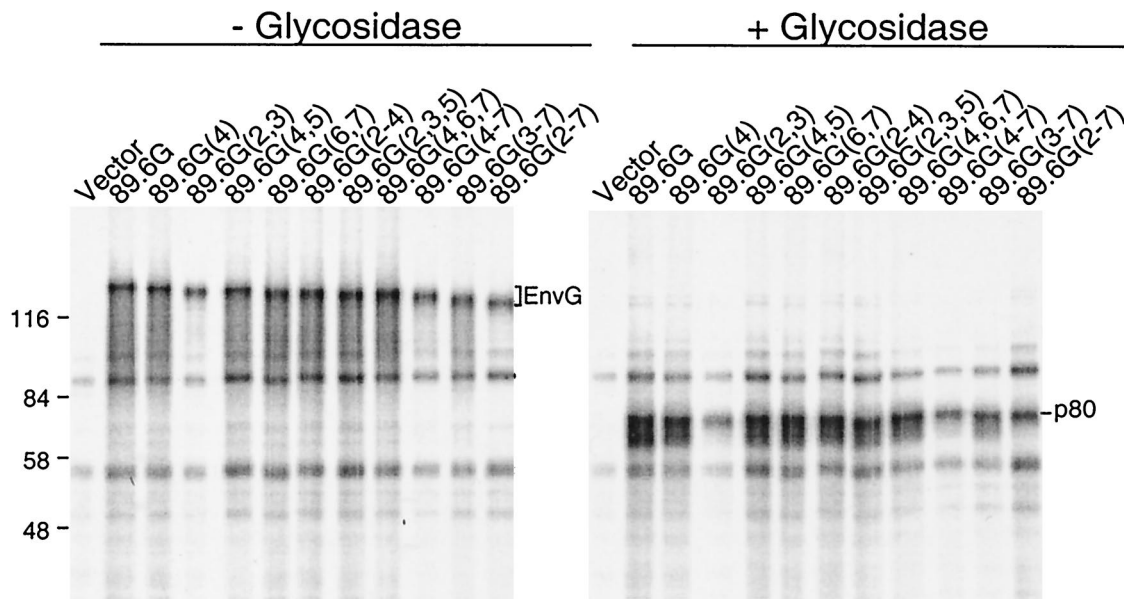 - Glycosidase
+ Glycosidase
Vector
89.6G
89.6G(4)
89.6G(2,3)
89.6G(4,5)
89.6G(6,7)
89.6G(2-4)
89.6G(2,3,5)
89.6G(4,6,7)
89.6G(4-7)
89.6G(3-7)
89.6G(2-7)
Vector
89.6G
89.6G(4)
89.6G(2,3)
89.6G(4,5)
89.6G(6,7)
89.6G(2-4)
89.6G(2,3,5)
89.6G(4,6,7)
89.6G(4-7)
89.6G(3-7)
89.6G(2-7)
]EnvG
116
84
-p80
58
48